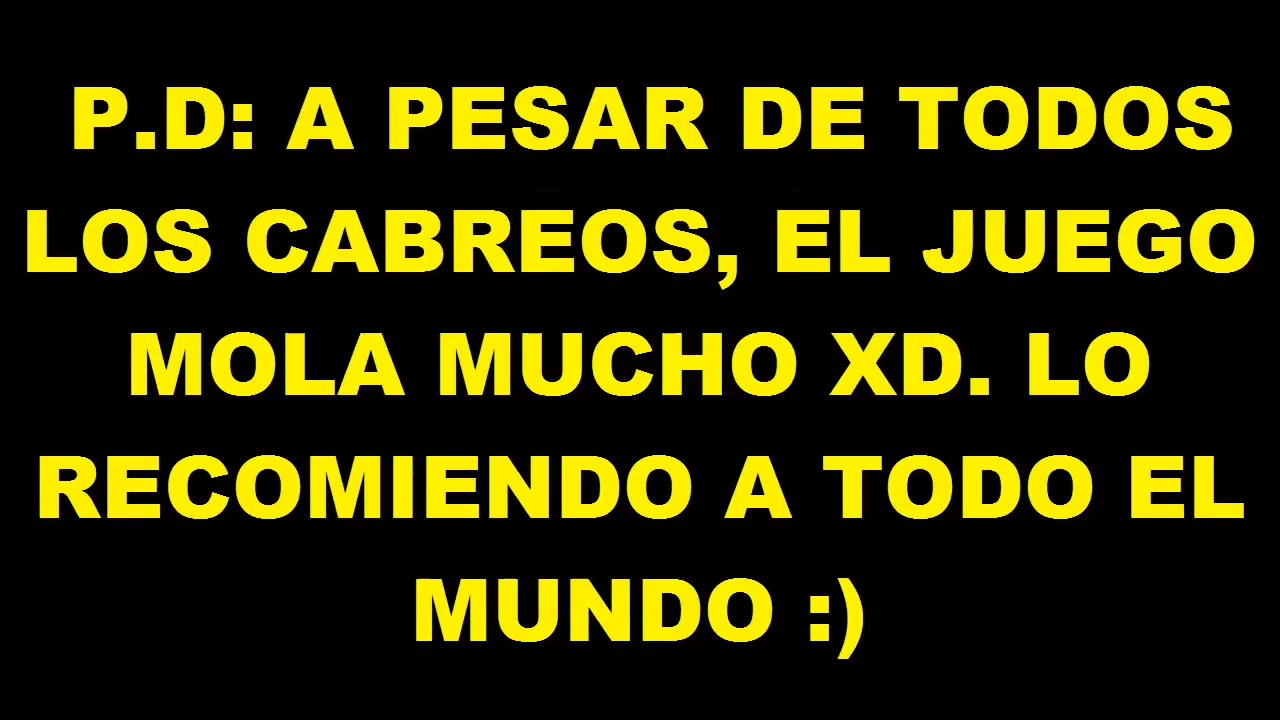 P.D: A PESAR DE TODOS
LOS CABREOS, EL JUEGO
MOLA MUCHO XD. LO
RECOMIENDO A TODO EL
MUNDO :)